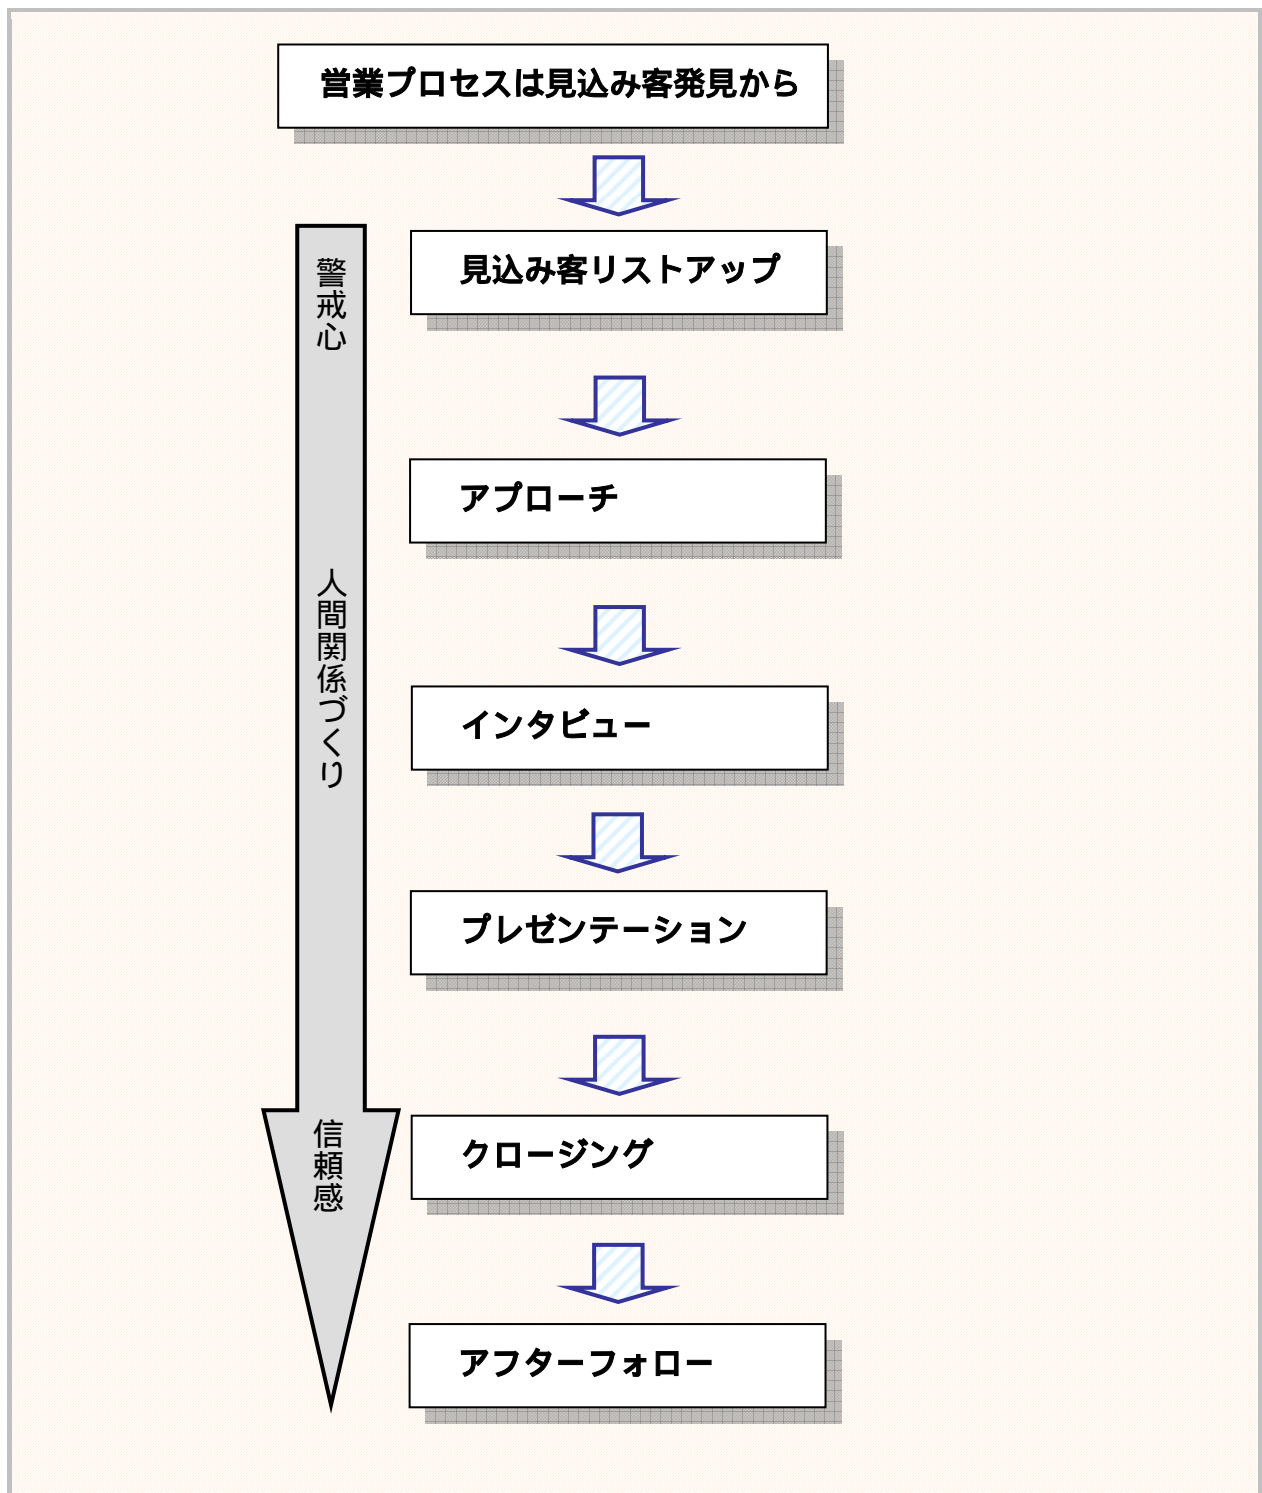 営業プロセスは見込み客発見から
見込み客リストアップ
警戒心
アプローチ
人間関係づくり
インタビュー
プレゼンテーション
クロージング
信頼感
アフターフォロー